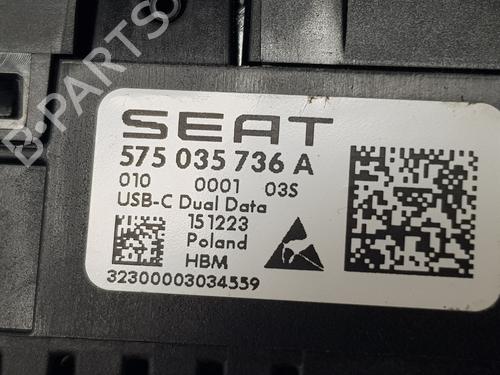 SEAT
575 035 736 A
010 0001 03S
USB-C Dual Data
151223
Poland
HBM
32300003034559
B-PARTS